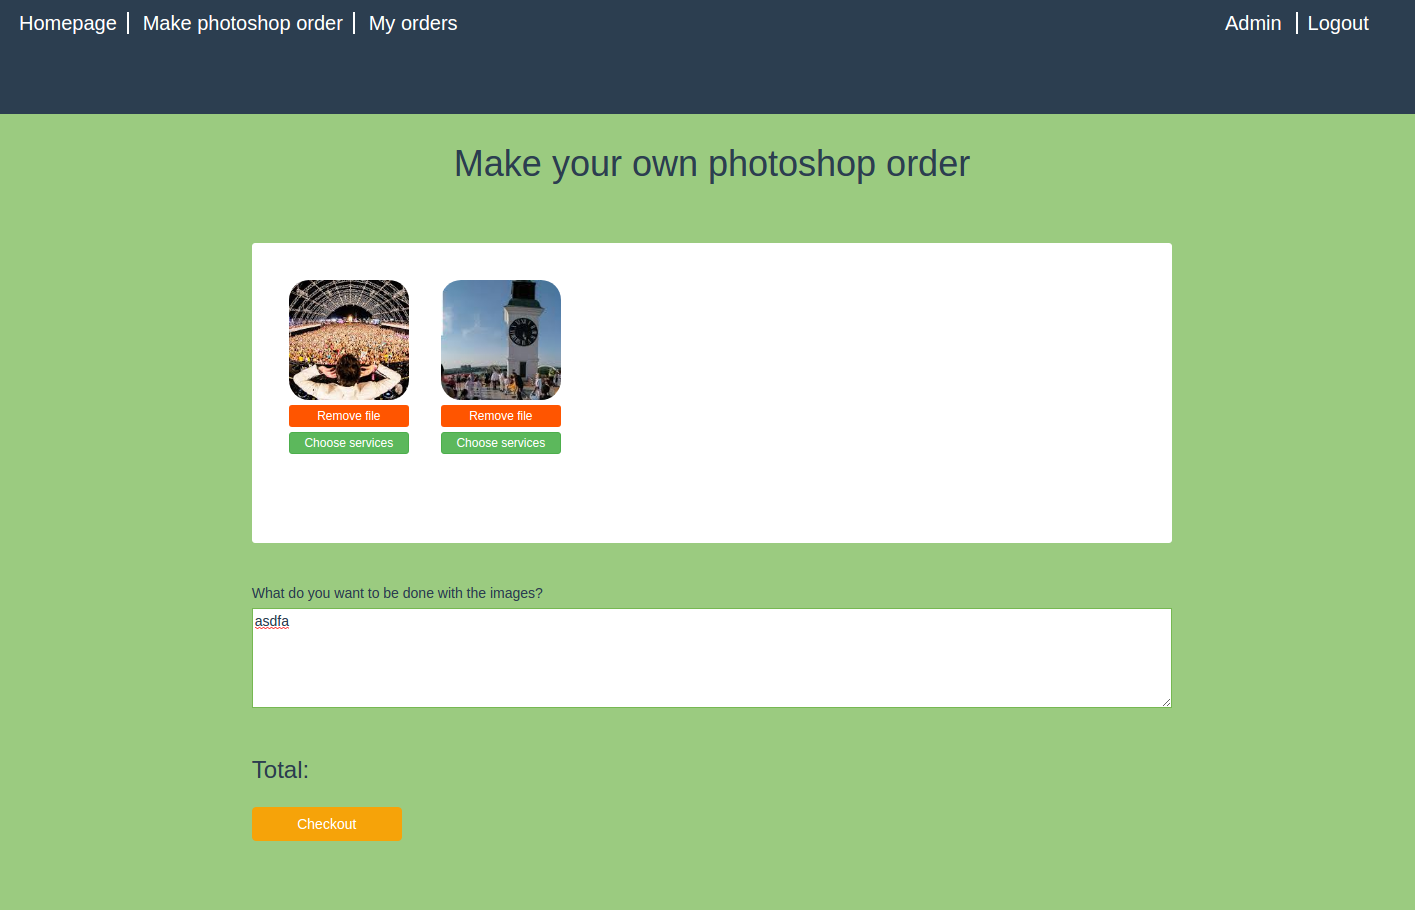 Homepage Make photoshop order My orders Admin Logout
Make your own photoshop order
Remove file Remove file
Choose services Choose services
What do you want to be done with the images?
asdfa
Total:
Checkout